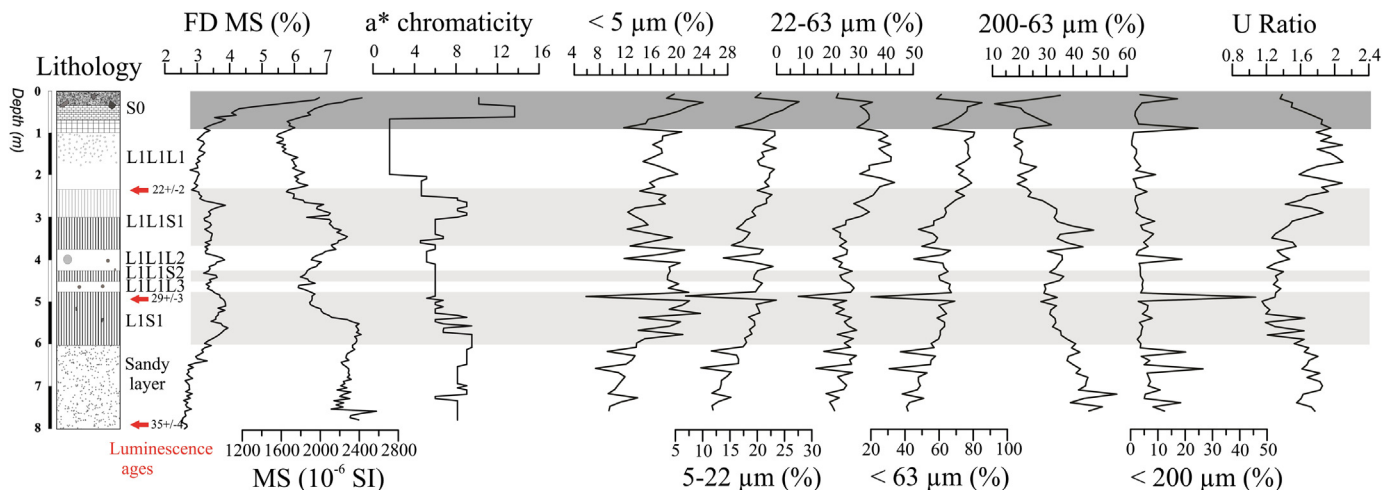 FD MS (%)
a* chromaticity
< 5 µm (%)
22-63 µm (%)
200-63 µm (%)
U Ratio
2 3 4 5 6 7
0 4 8 12 16
4 8 12 16 20 24 28
0 10 20 30 40 50
10 20 30 40 50 60
0.8 1.2 1.6 2 2.4
Lithology
Depth (m)
0
S0
1
L1L1L1
2
22+/-2
3
L1L1S1
4
L1L1L2
L1L1S2
L1L1L3
29+/-3
5
L1S1
6
Sandy
layer
7
8
35+/-4
Luminescence
ages
1200 1600 2000 2400 2800
MS (10⁻⁶ SI)
5 10 15 20 25 30
5-22 µm (%)
20 40 60 80 100
< 63 µm (%)
0 10 20 30 40 50
< 200 µm (%)